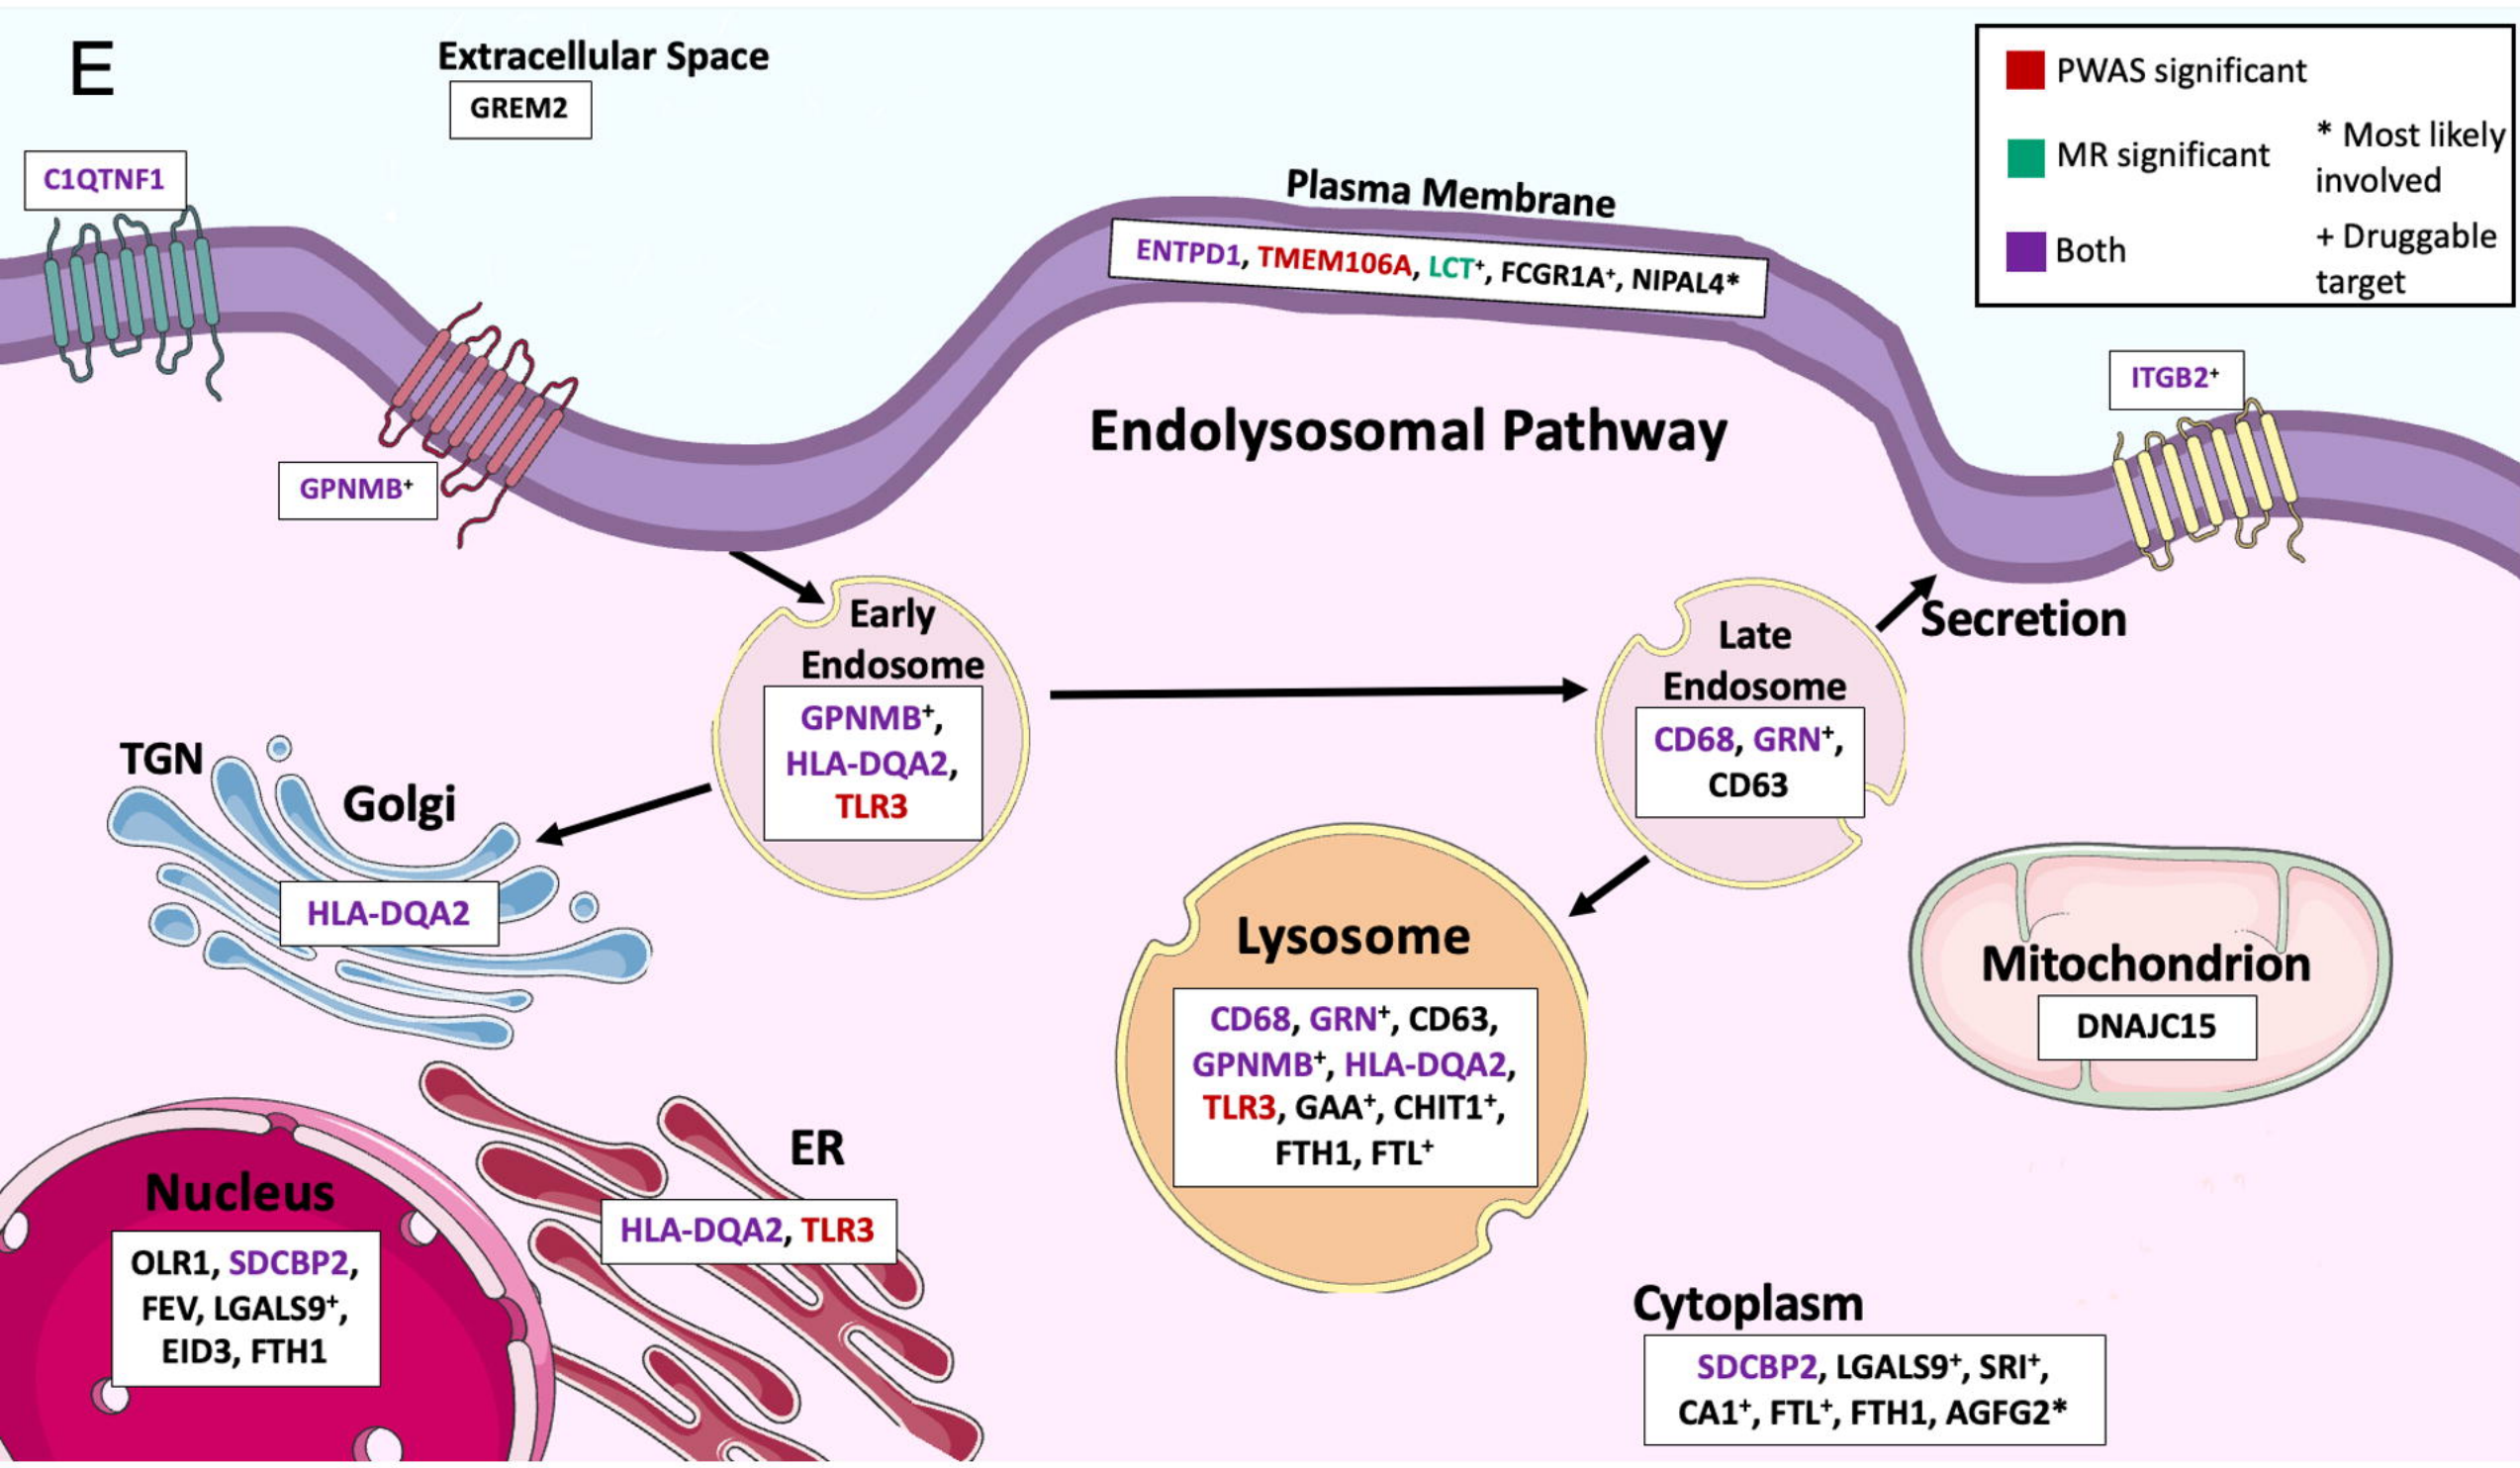 E
Extracellular Space
GREM2
C1QTNF1
GPNMB⁺
Plasma Membrane
ENTPD1, TMEM106A, LCT⁺, FCGR1A⁺, NIPAL4*
PWAS significant
MR significant
Both
* Most likely
involved
+ Druggable
target
ITGB2⁺
Endolysosomal Pathway
Early
Endosome
GPNMB⁺,
HLA-DQA2,
TLR3
Late
Endosome
CD68, GRN⁺,
CD63
Secretion
TGN
Golgi
HLA-DQA2
Lysosome
CD68, GRN⁺, CD63,
GPNMB⁺, HLA-DQA2,
TLR3, GAA⁺, CHIT1⁺,
FTH1, FTL⁺
Mitochondrion
DNAJC15
Nucleus
OLR1, SDCBP2,
FEV, LGALS9⁺,
EID3, FTH1
ER
HLA-DQA2, TLR3
Cytoplasm
SDCBP2, LGALS9⁺, SRI⁺,
CA1⁺, FTL⁺, FTH1, AGFG2*